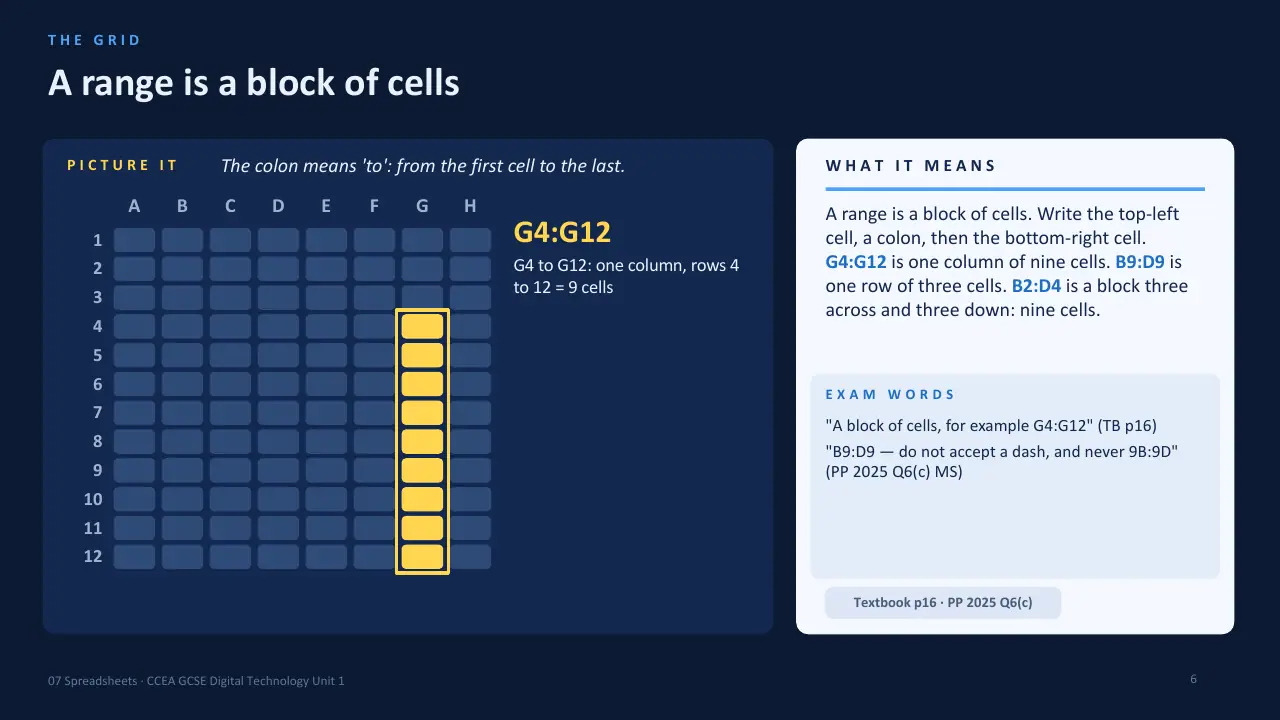 THE GRID
A range is a block of cells
PICTURE IT
The colon means 'to': from the first cell to the last.
A B C D E F G H
1
2
3
4
5
6
7
8
9
10
11
12
G4:G12
G4 to G12: one column, rows 4
to 12 = 9 cells
WHAT IT MEANS
A range is a block of cells. Write the top-left
cell, a colon, then the bottom-right cell.
G4:G12 is one column of nine cells. B9:D9 is
one row of three cells. B2:D4 is a block three
across and three down: nine cells.
EXAM WORDS
"A block of cells, for example G4:G12" (TB p16)
"B9:D9 — do not accept a dash, and never 9B:9D"
(PP 2025 Q6(c) MS)
Textbook p16 · PP 2025 Q6(c)
07 Spreadsheets · CCEA GCSE Digital Technology Unit 1
6